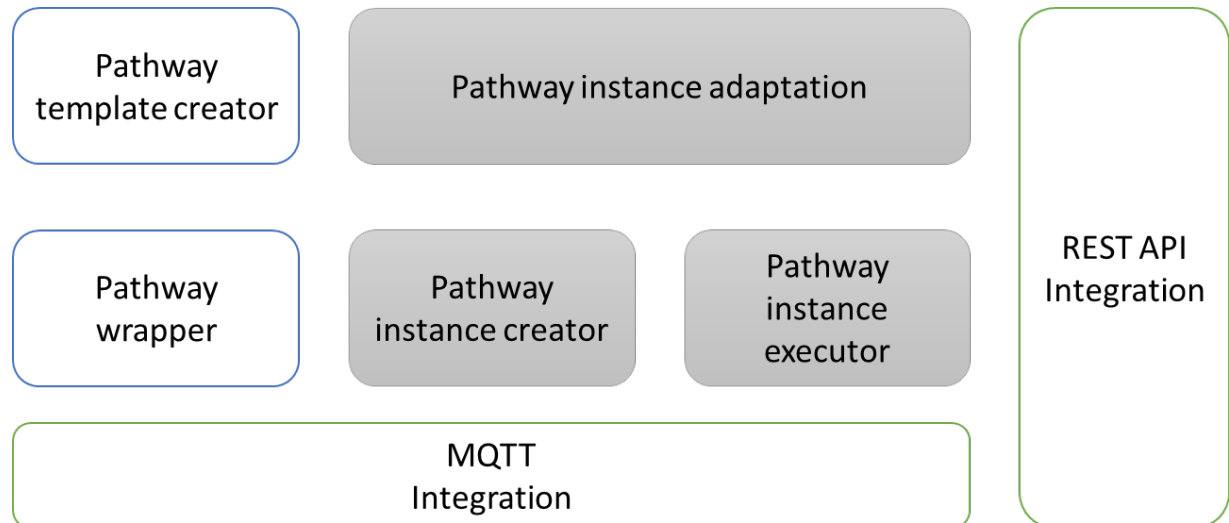 Pathway
template creator
Pathway instance adaptation
Pathway
wrapper
Pathway
instance creator
Pathway
instance
executor
REST API
Integration
MQTT
Integration